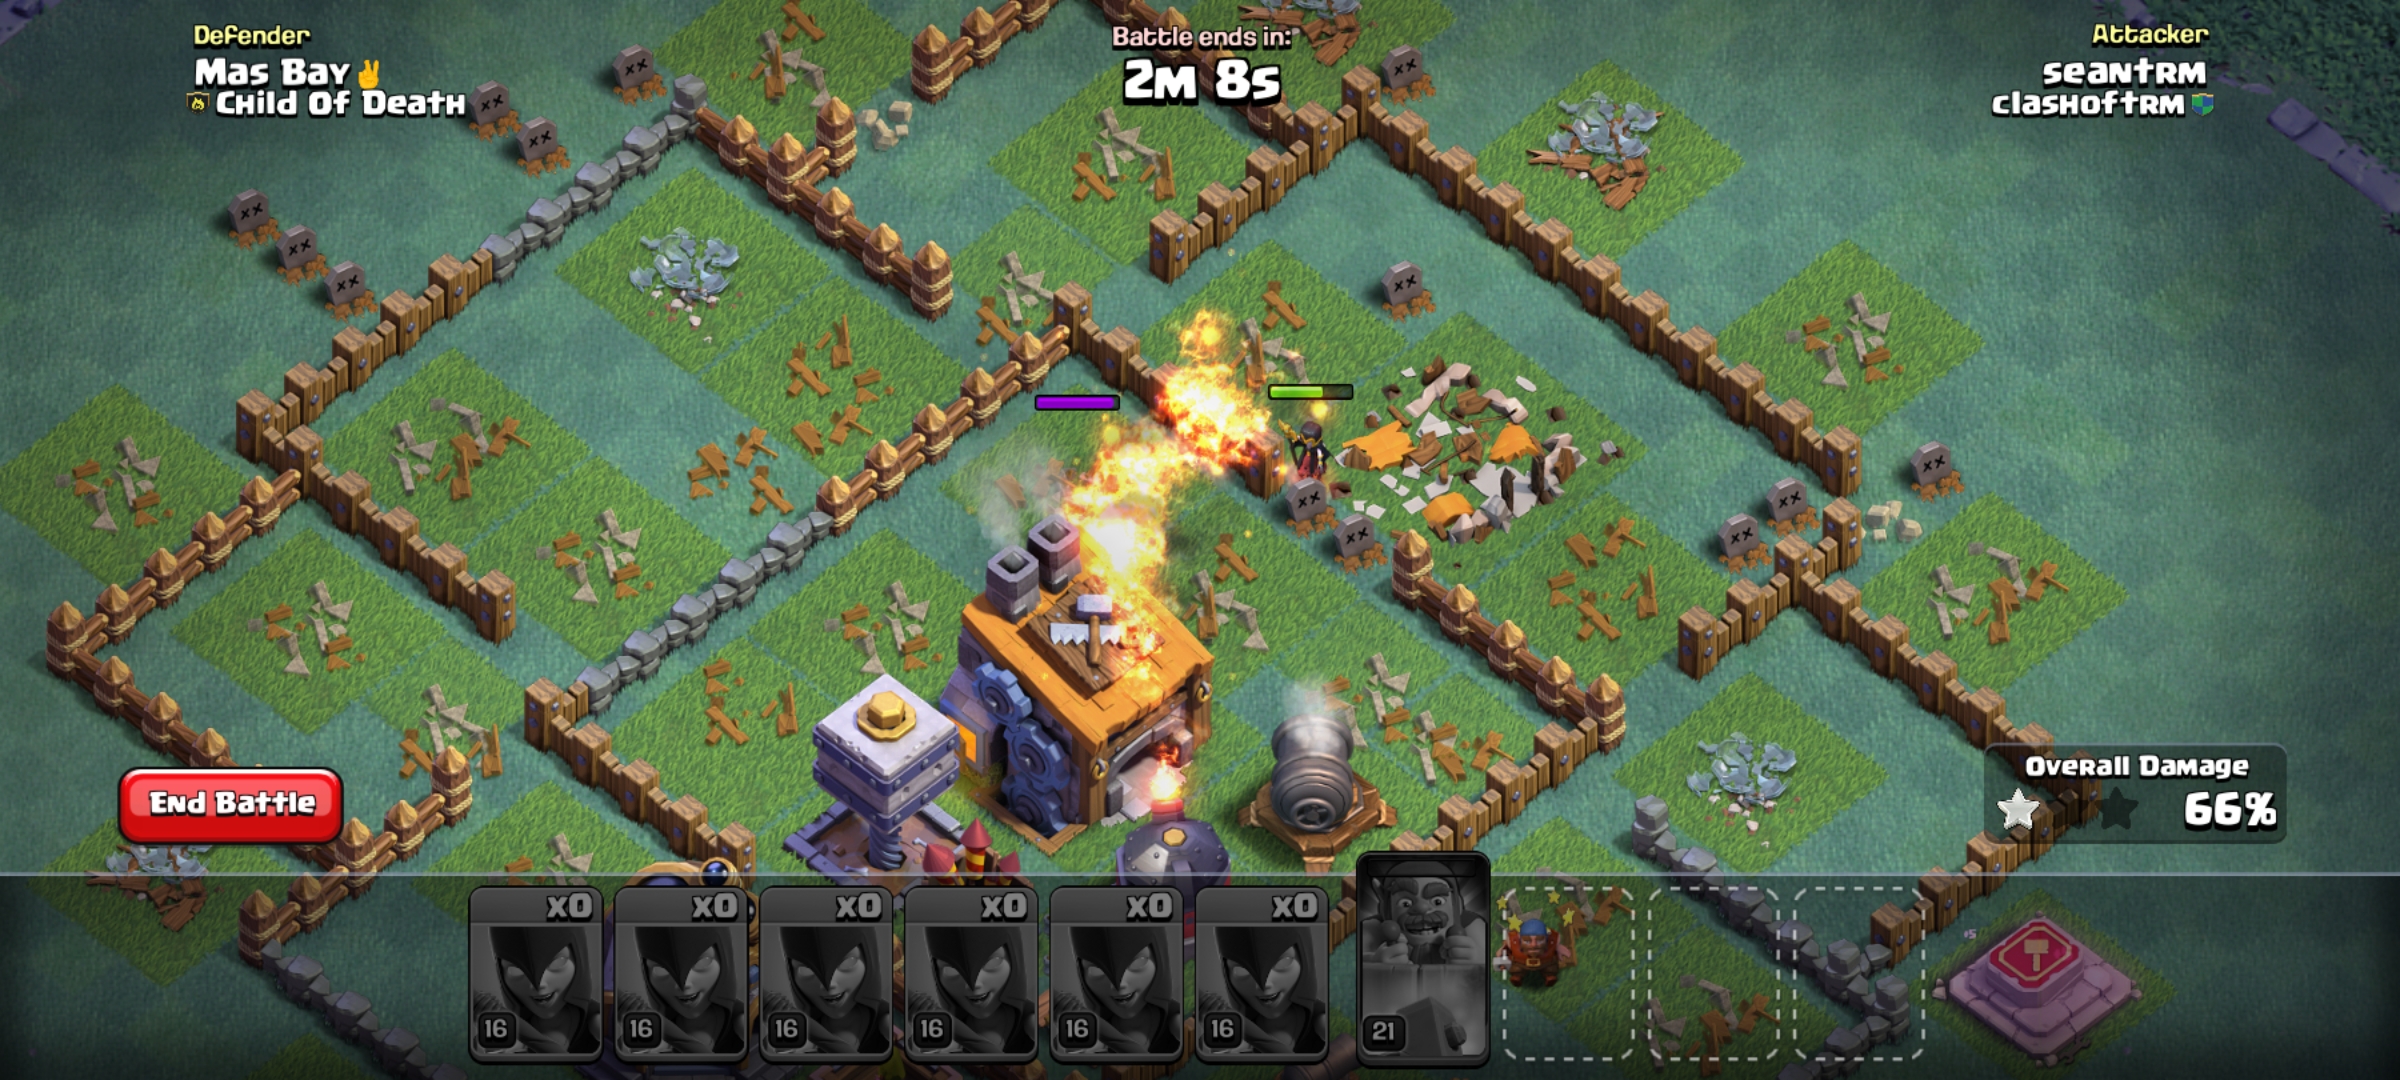 Defender
Mas Bay✌
Child Of Death
Battle ends in:
2M 8s
Attacker
seantRM
clashoftRM
End Battle
Overall Damage
66%
x0
x0
x0
x0
x0
x0
16
16
16
16
16
16
21